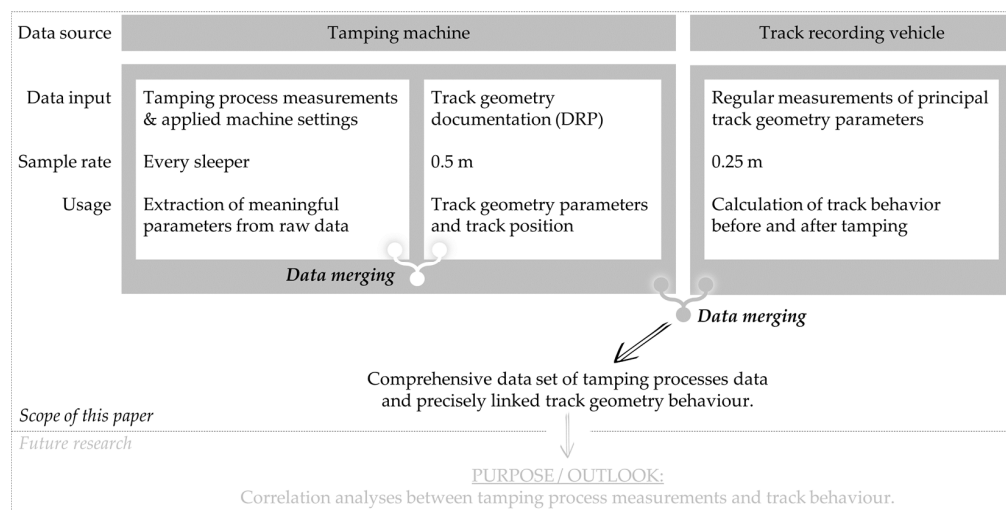 Data source
Tamping machine
Track recording vehicle
Data input
Tamping process measurements
& applied machine settings
Track geometry
documentation (DRP)
Regular measurements of principal
track geometry parameters
Sample rate
Every sleeper
0.5 m
0.25 m
Usage
Extraction of meaningful
parameters from raw data
Track geometry parameters
and track position
Calculation of track behavior
before and after tamping
Data merging
Data merging
Comprehensive data set of tamping processes data
and precisely linked track geometry behaviour.
Scope of this paper
Future research
PURPOSE / OUTLOOK:
Correlation analyses between tamping process measurements and track behaviour.